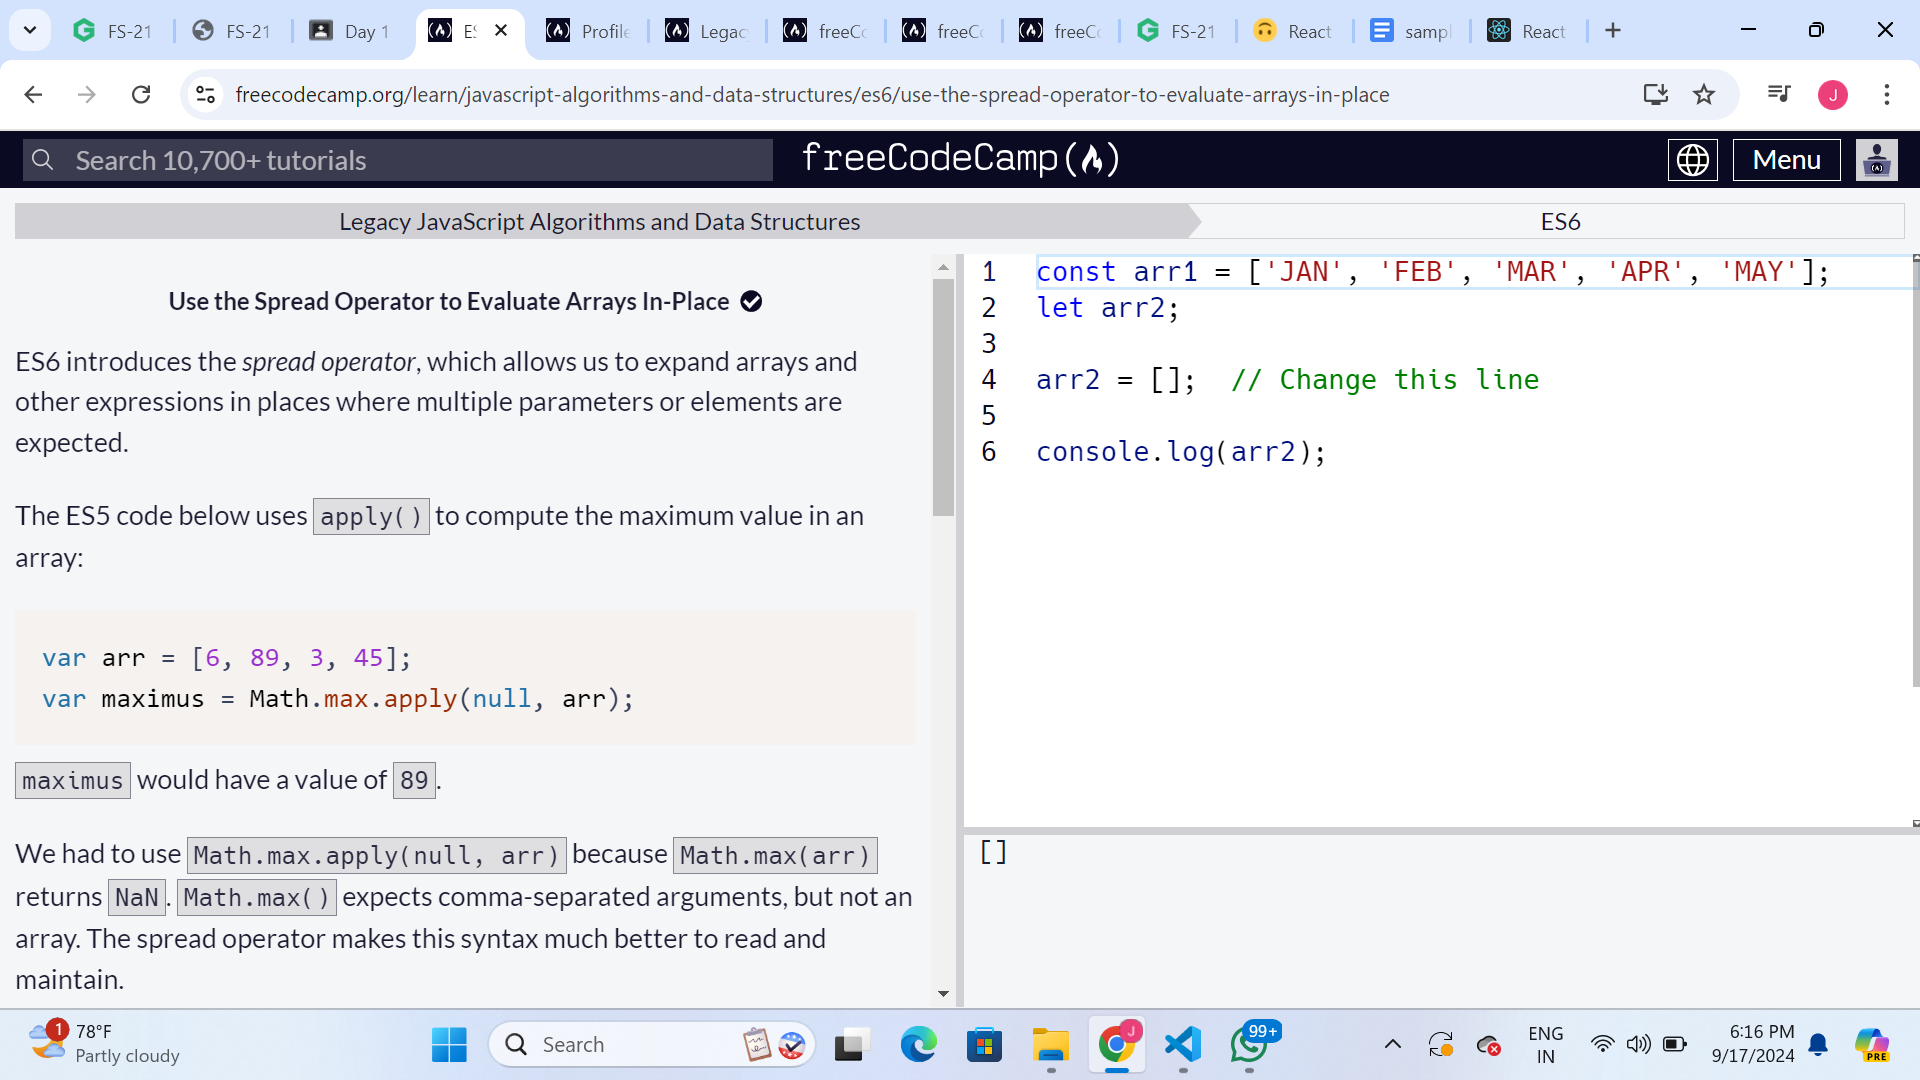 FS-21
FS-21
Day 1
ES
Profile
Legac
freeCo
freeCo
freeCo
FS-21
React
sampl
React
freecodecamp.org/learn/javascript-algorithms-and-data-structures/es6/use-the-spread-operator-to-evaluate-arrays-in-place
J
Search 10,700+ tutorials
freeCodeCamp
Menu
Legacy JavaScript Algorithms and Data Structures
ES6
Use the Spread Operator to Evaluate Arrays In-Place
ES6 introduces the spread operator, which allows us to expand arrays and
other expressions in places where multiple parameters or elements are
expected.
The ES5 code below uses apply() to compute the maximum value in an
array:
var arr = [6, 89, 3, 45];
var maximus = Math.max.apply(null, arr);
maximus would have a value of 89.
We had to use Math.max.apply(null, arr) because Math.max(arr)
returns NaN. Math.max() expects comma-separated arguments, but not an
array. The spread operator makes this syntax much better to read and
maintain.
1 const arr1 = ['JAN', 'FEB', 'MAR', 'APR', 'MAY'];
2 let arr2;
3
4 arr2 = [];  // Change this line
5
6 console.log(arr2);
[]
1
78°F
Partly cloudy
Search
J
99+
ENG
IN
6:16 PM
9/17/2024
PRE